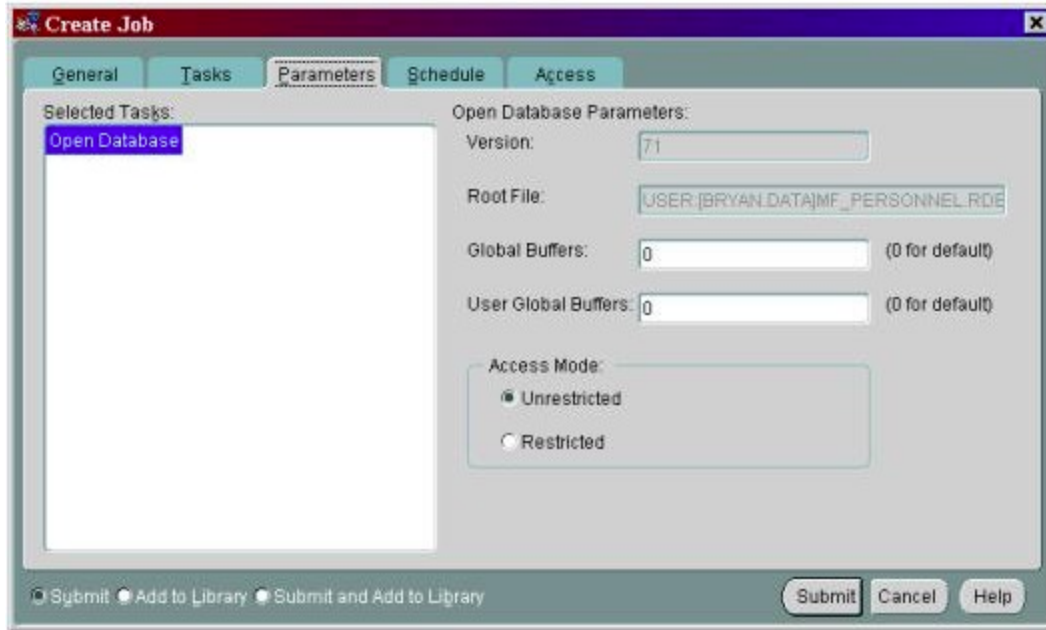 Create Job
General Tasks Parameters Schedule Access
Selected Tasks:
Open Database
Open Database Parameters:
Version: 71
Root File: USER:[BRYAN.DATA]MF_PERSONNEL.RDB
Global Buffers: 0 (0 for default)
User Global Buffers: 0 (0 for default)
Access Mode:
Unrestricted
Restricted
Submit Add to Library Submit and Add to Library
Submit Cancel Help